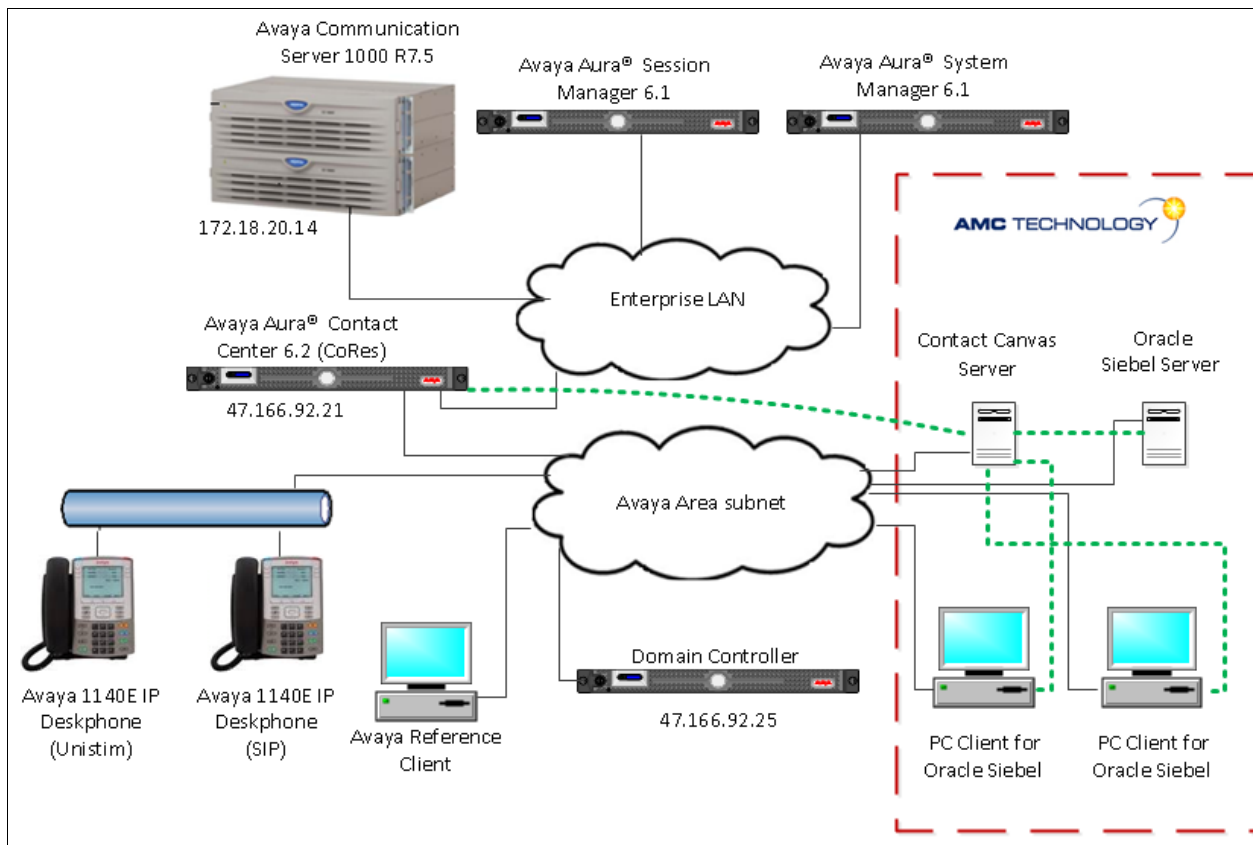 Avaya Communication
Server 1000 R7.5
Avaya Aura® Session
Manager 6.1
Avaya Aura® System
Manager 6.1
172.18.20.14
AMC TECHNOLOGY
Enterprise LAN
Avaya Aura® Contact
Center 6.2 (CoRes)
47.166.92.21
Contact Canvas
Server
Oracle
Siebel Server
Avaya Area subnet
Avaya 1140E IP
Deskphone
(Unistim)
Avaya 1140E IP
Deskphone
(SIP)
Avaya Reference
Client
Domain Controller
47.166.92.25
PC Client for
Oracle Siebel
PC Client for
Oracle Siebel